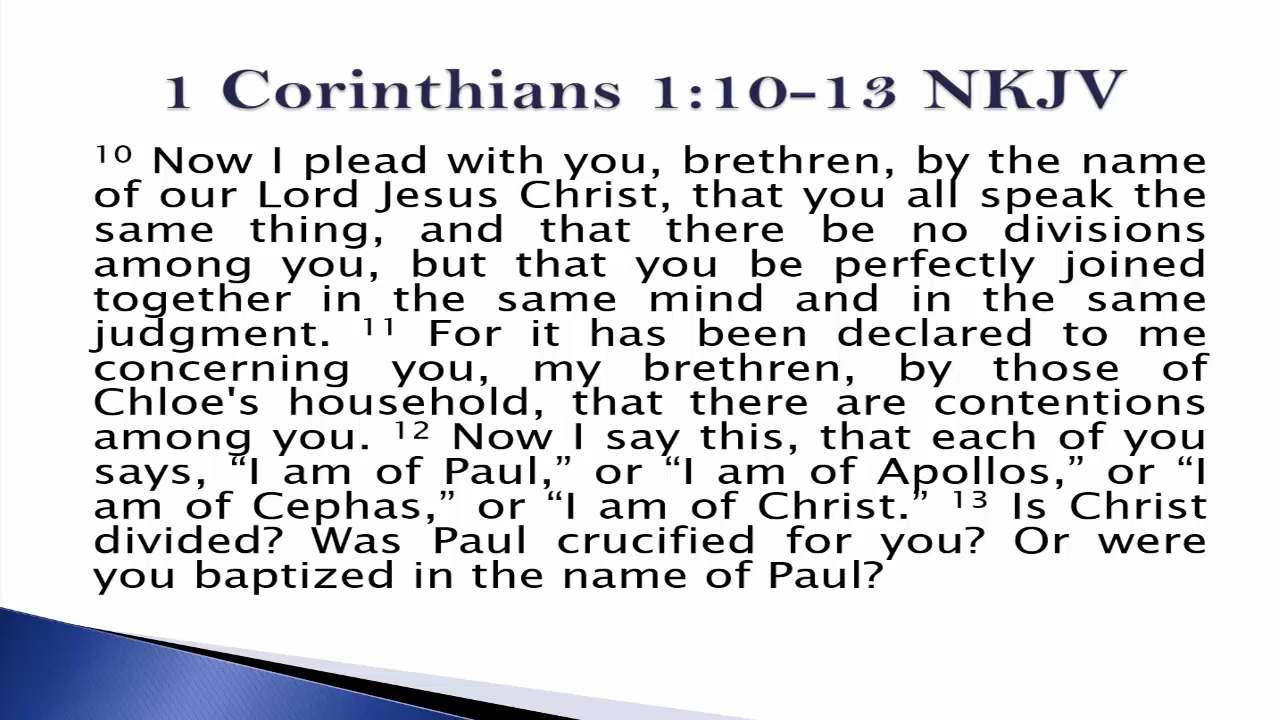 1 Corinthians 1:10-13 NKJV
¹⁰ Now I plead with you, brethren, by the name
of our Lord Jesus Christ, that you all speak the
same thing, and that there be no divisions
among you, but that you be perfectly joined
together in the same mind and in the same
judgment. ¹¹ For it has been declared to me
concerning you, my brethren, by those of
Chloe's household, that there are contentions
among you. ¹² Now I say this, that each of you
says, “I am of Paul,” or “I am of Apollos,” or “I
am of Cephas,” or “I am of Christ.” ¹³ Is Christ
divided? Was Paul crucified for you? Or were
you baptized in the name of Paul?